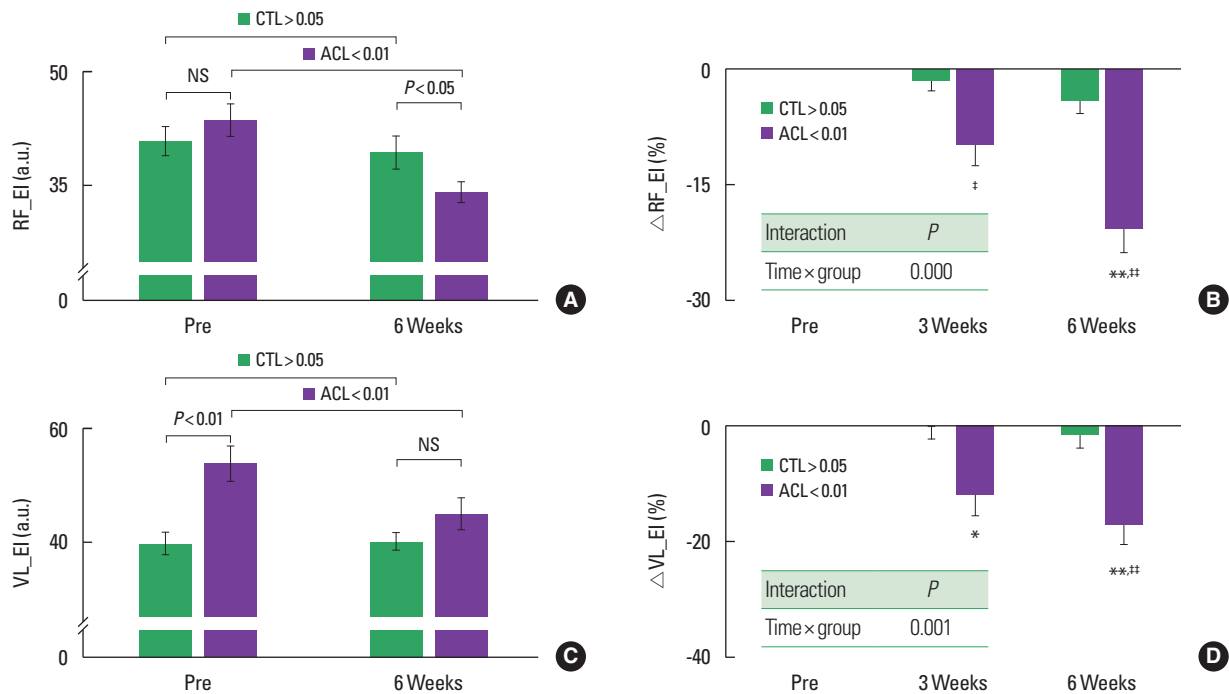 CTL > 0.05
ACL < 0.01
NS
P < 0.05
50
35
0
RF_EI (a.u.)
Pre
6 Weeks
A
0
-15
-30
△RF_EI (%)
CTL > 0.05
ACL < 0.01
‡
**,‡‡
Interaction P
Time × group 0.000
Pre
3 Weeks
6 Weeks
B
CTL > 0.05
ACL < 0.01
P < 0.01
NS
60
40
0
VL_EI (a.u.)
Pre
6 Weeks
C
0
-20
-40
△VL_EI (%)
CTL > 0.05
ACL < 0.01
*
**,‡‡
Interaction P
Time × group 0.001
Pre
3 Weeks
6 Weeks
D